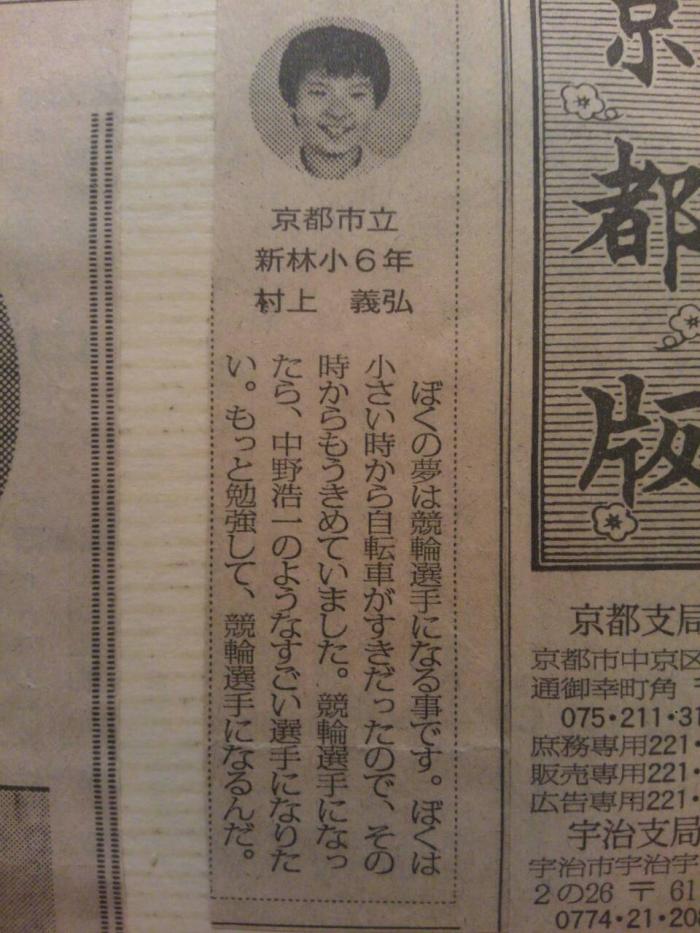 京都市立
新林小6年
村上 義弘
ぼくの夢は競輪選手になる事です。ぼくは
小さい時から自転車がすきだったので、その
時からもうきめていました。競輪選手になっ
たら、中野浩一のようなすごい選手になりた
い。もっと勉強して、競輪選手になるんだ。
京都版
京都支局
京都市中京区
通御幸町角
075・211・31
庶務専用221・
販売専用221・
広告専用221・
宇治支局
宇治市宇治宇
2の26 〒 61
0774・21・20